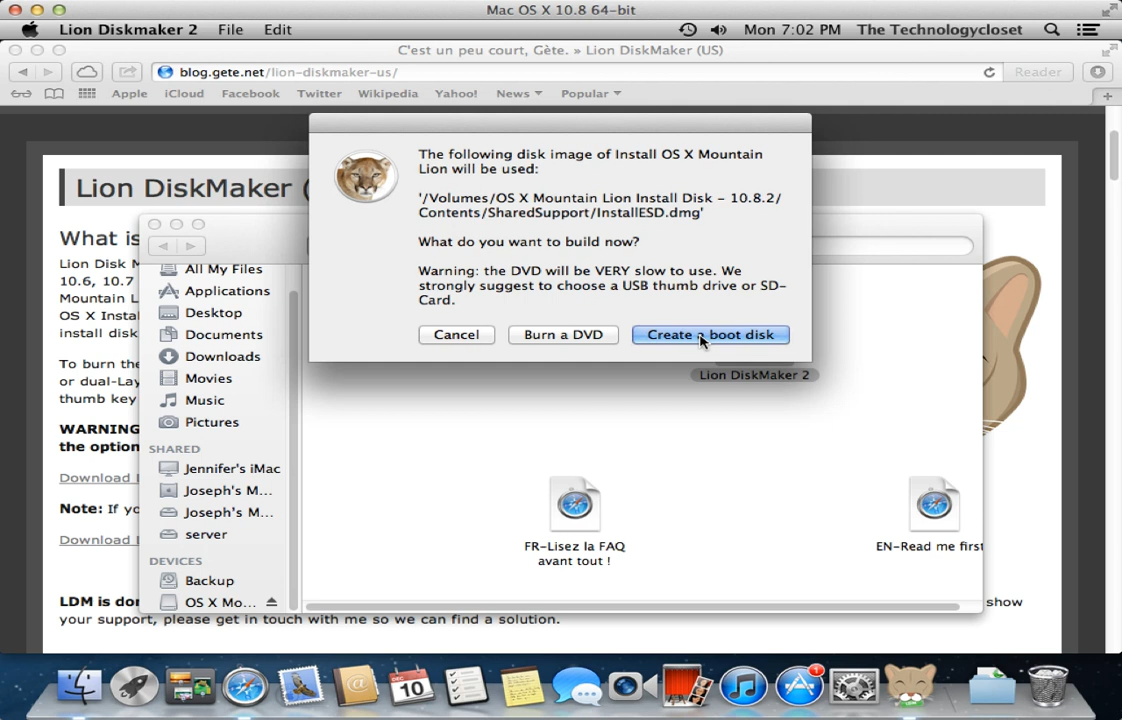 Mac OS X 10.8 64-bit
Lion Diskmaker 2 File Edit Mon 7:02 PM The Technologycloset
C'est un peu court, Gète. » Lion DiskMaker (US)
blog.gete.net/lion-diskmaker-us/ Reader
Apple iCloud Facebook Twitter Wikipedia Yahoo! News Popular
Lion DiskMaker (
The following disk image of Install OS X Mountain
Lion will be used:
'/Volumes/OS X Mountain Lion Install Disk - 10.8.2/
Contents/SharedSupport/InstallESD.dmg'
What do you want to build now?
Warning: the DVD will be VERY slow to use. We
strongly suggest to choose a USB thumb drive or SD-
Card.
Cancel Burn a DVD Create a boot disk
What is
Lion Disk M
10.6, 10.7
Mountain L
OS X Insta
install disk
To burn the
or dual-Lay
thumb key
WARNING
the option
Download
Note: If yo
Download
All My Files
Applications
Desktop
Documents
Downloads
Movies
Music
Pictures
SHARED
Jennifer's iMac
Joseph's M...
Joseph's M...
server
DEVICES
Backup
OS X Mo...
Lion DiskMaker 2
FR-Lisez la FAQ
avant tout !
EN-Read me first
LDM is don show
your support, please get in touch with me so we can find a solution.
DEC
10
1